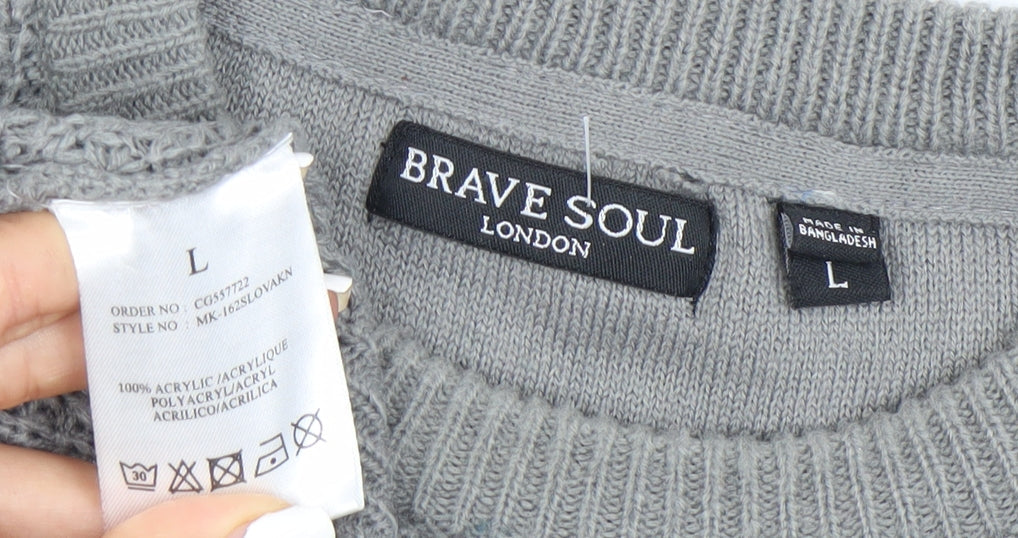 BRAVE SOUL
LONDON
MADE IN
BANGLADESH
L
L
ORDER NO : CG557722
STYLE NO : MK-162SLOVAKN
100% ACRYLIC /ACRYLIQUE
POLYACRYL/ACRYL
ACRILICO/ACRILICA
30